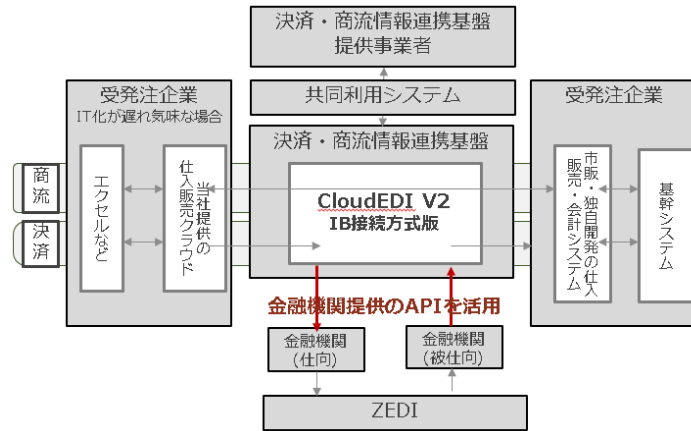 決済・商流情報連携基盤
提供事業者
共同利用システム
受発注企業
IT化が遅れ気味な場合
商流
決済
エクセルなど
当社提供の
仕入販売クラウド
決済・商流情報連携基盤
CloudEDI V2
IB接続方式版
受発注企業
市販・独自開発の仕入
販売・会計システム
基幹システム
金融機関提供のAPIを活用
金融機関
(仕向)
金融機関
(被仕向)
ZEDI